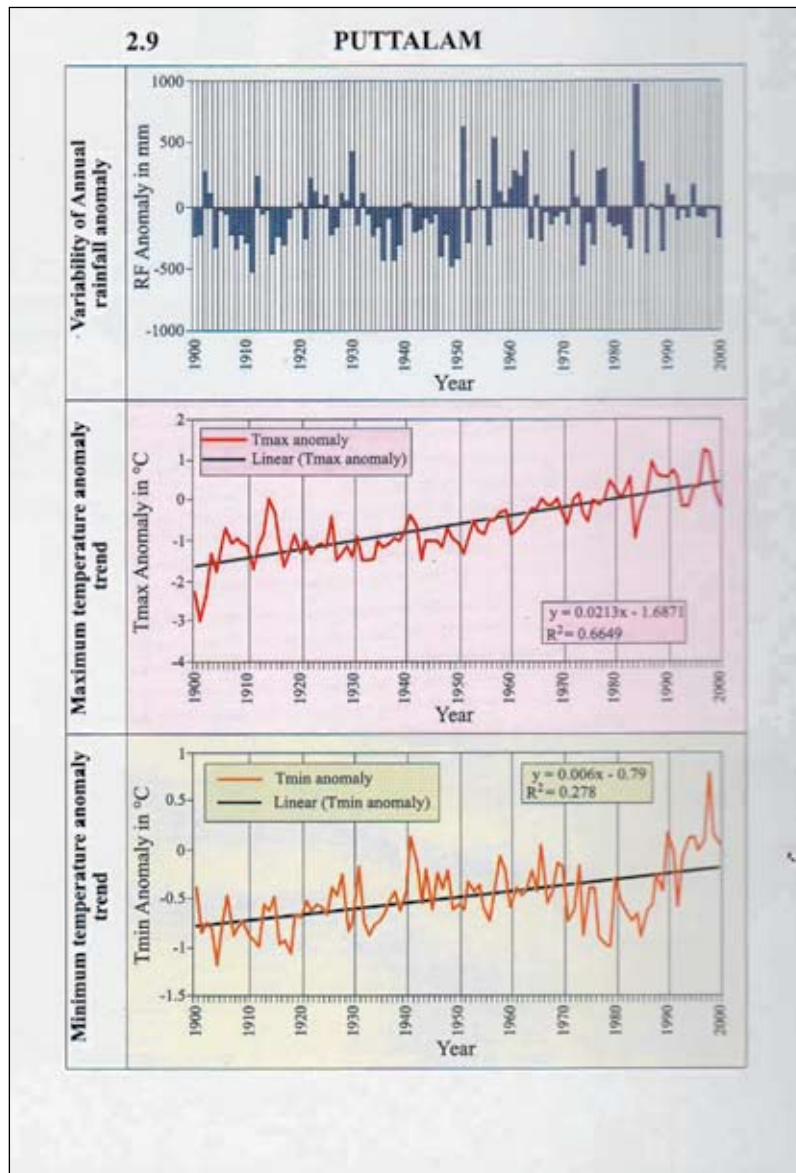 2.9 PUTTALAM
Variability of Annual
rainfall anomaly
RF Anomaly in mm
1000
500
0
-500
-1000
1900
1910
1920
1930
1940
1950
1960
1970
1980
1990
2000
Year
Maximum temperature anomaly
trend
Tmax Anomaly in °C
2
1
0
-1
-2
-3
-4
Tmax anomaly
Linear (Tmax anomaly)
y = 0.0213x - 1.6871
R² = 0.6649
1900
1910
1920
1930
1940
1950
1960
1970
1980
1990
2000
Year
Minimum temperature anomaly
trend
Tmin Anomaly in °C
1
0.5
0
-0.5
-1
-1.5
Tmin anomaly
Linear (Tmin anomaly)
y = 0.006x - 0.79
R² = 0.278
1900
1910
1920
1930
1940
1950
1960
1970
1980
1990
2000
Year